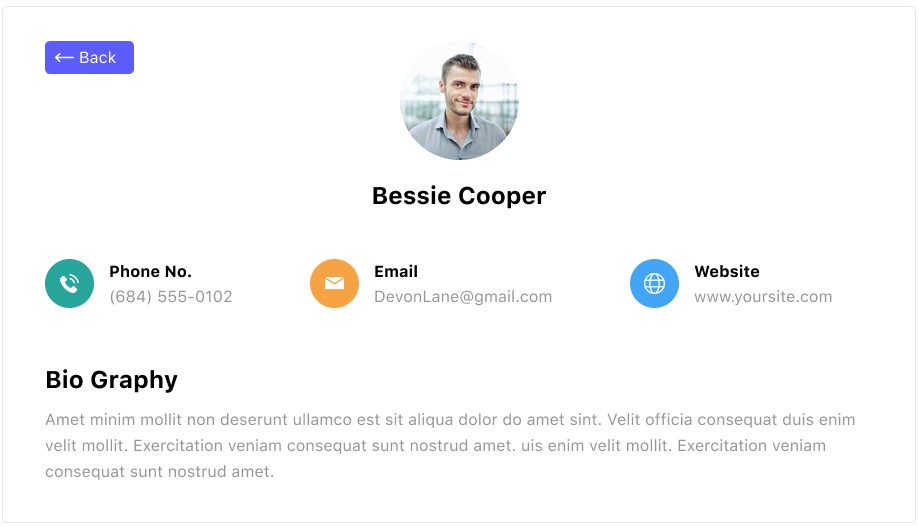 Back
Bessie Cooper
Phone No.
(684) 555-0102
Email
DevonLane@gmail.com
Website
www.yoursite.com
Bio Graphy
Amet minim mollit non deserunt ullamco est sit aliqua dolor do amet sint. Velit officia consequat duis enim
velit mollit. Exercitation veniam consequat sunt nostrud amet. uis enim velit mollit. Exercitation veniam
consequat sunt nostrud amet.